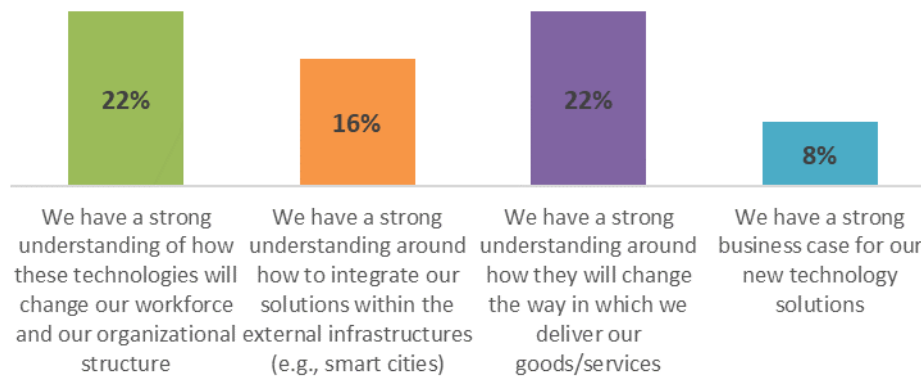 22%
16%
22%
8%
We have a strong
understanding of how
these technologies will
change our workforce
and our organizational
structure
We have a strong
understanding around
how to integrate our
solutions within the
external infrastructures
(e.g., smart cities)
We have a strong
understanding around
how they will change
the way in which we
deliver our
goods/services
We have a strong
business case for our
new technology
solutions